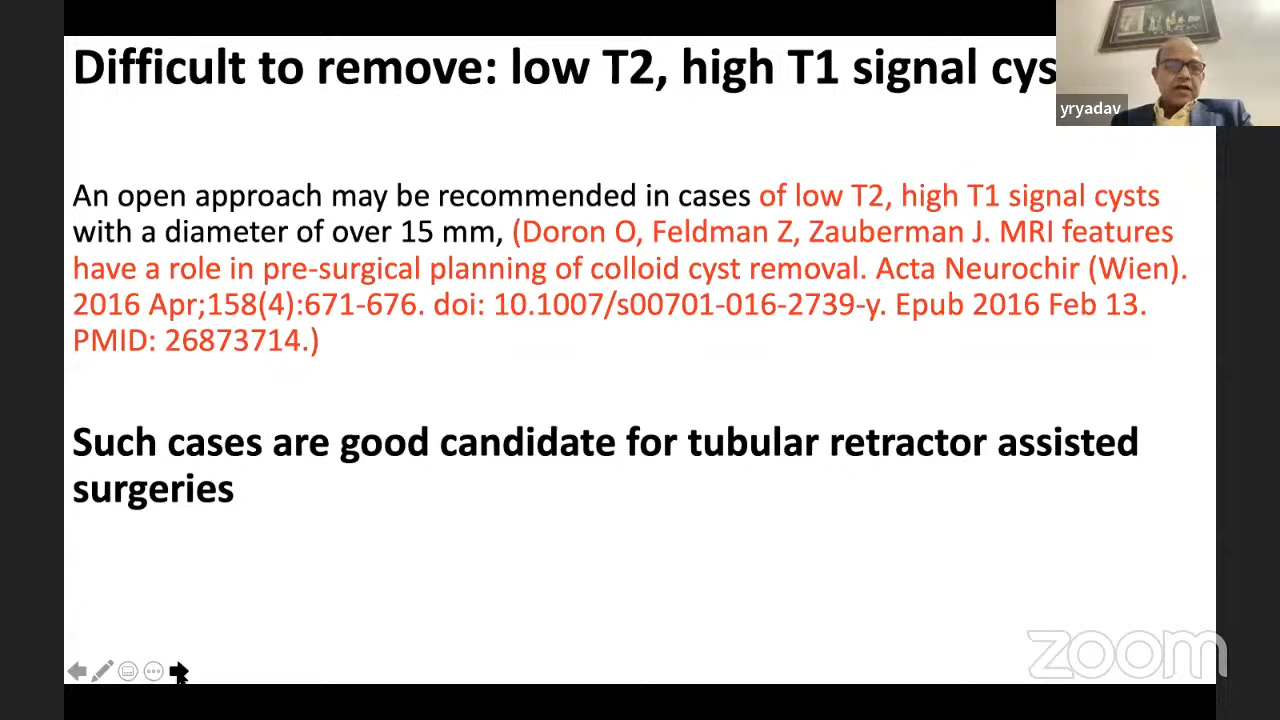 Difficult to remove: low T2, high T1 signal cys
yryadav
An open approach may be recommended in cases of low T2, high T1 signal cysts
with a diameter of over 15 mm, (Doron O, Feldman Z, Zauberman J. MRI features
have a role in pre-surgical planning of colloid cyst removal. Acta Neurochir (Wien).
2016 Apr;158(4):671-676. doi: 10.1007/s00701-016-2739-y. Epub 2016 Feb 13.
PMID: 26873714.)
Such cases are good candidate for tubular retractor assisted
surgeries
zoom